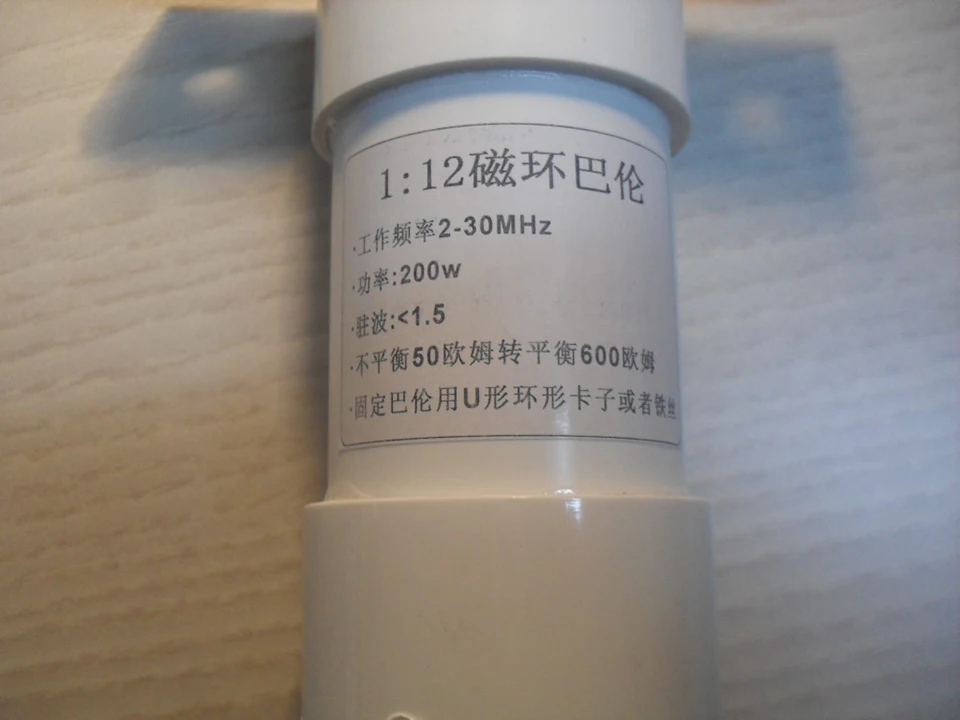 1:12磁环巴伦
·工作频率2-30MHz
·功率:200w
·驻波:<1.5
·不平衡50欧姆转平衡600欧姆
·固定巴伦用U形环形卡子或者铁丝